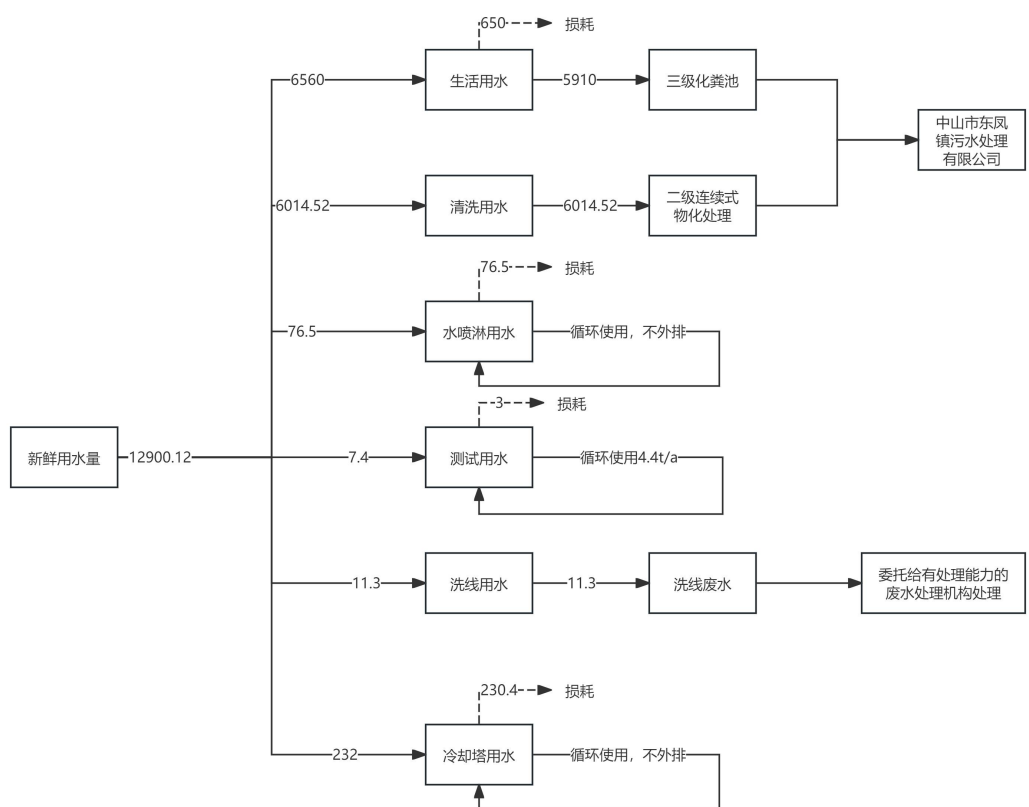 650
损耗
6560
生活用水
5910
三级化粪池
中山市东凤
镇污水处理
有限公司
6014.52
清洗用水
6014.52
二级连续式
物化处理
76.5
损耗
76.5
水喷淋用水
循环使用，不外排
3
损耗
新鲜用水量
12900.12
7.4
测试用水
循环使用4.4t/a
11.3
洗线用水
11.3
洗线废水
委托给有处理能力的
废水处理机构处理
230.4
损耗
232
冷却塔用水
循环使用，不外排